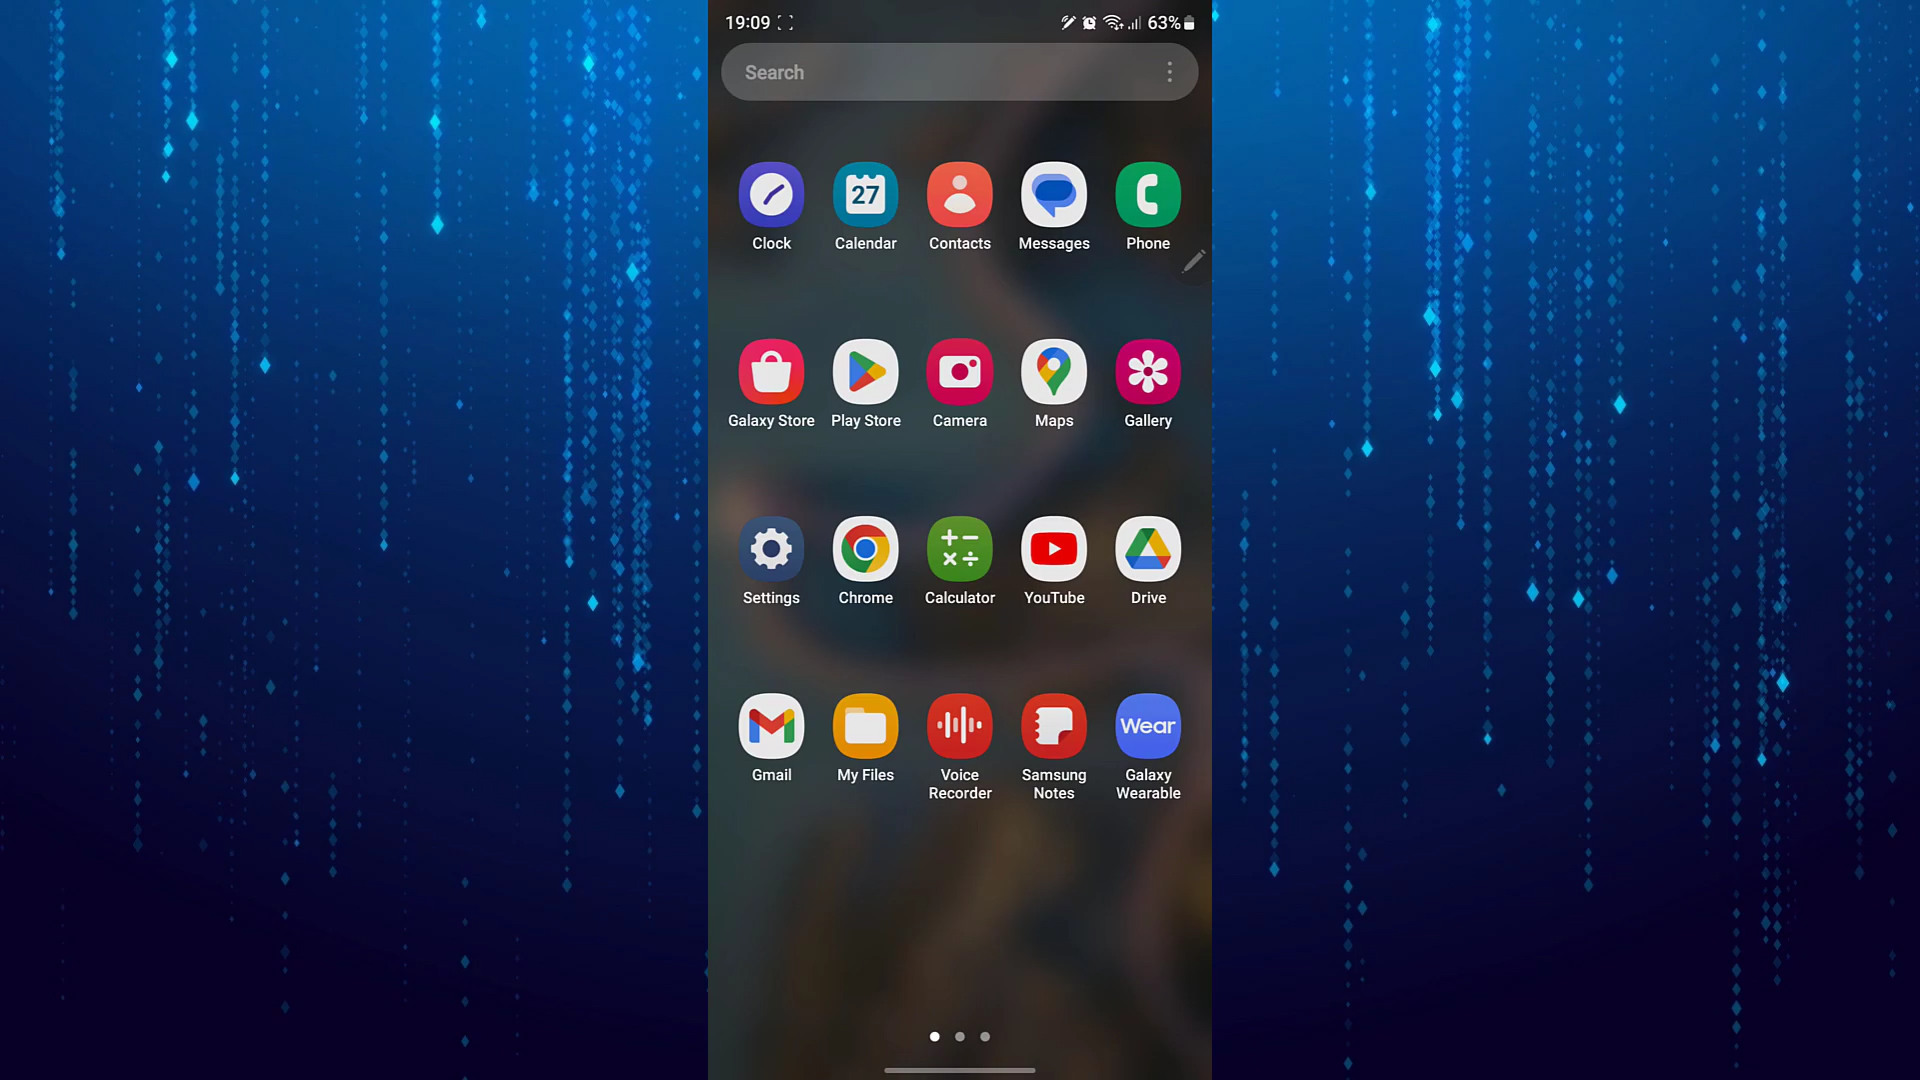 19:09 63%
Search
27
Clock Calendar Contacts Messages Phone
Galaxy Store Play Store Camera Maps Gallery
Settings Chrome Calculator YouTube Drive
Wear
Gmail My Files Voice Recorder Samsung Notes Galaxy Wearable